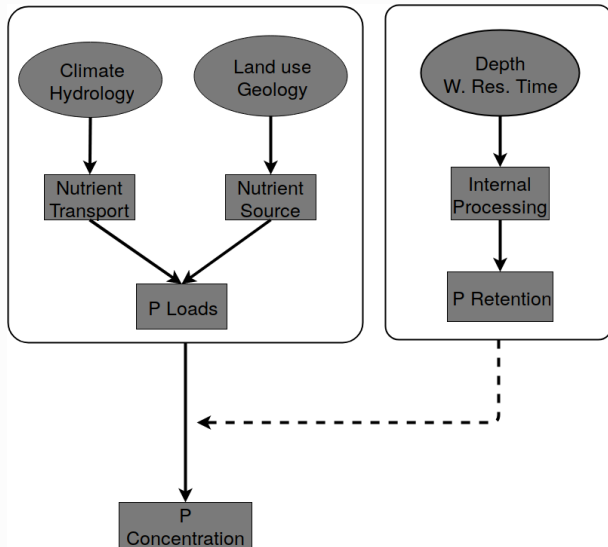 Climate
Hydrology
Land use
Geology
Depth
W. Res. Time
Nutrient
Transport
Nutrient
Source
Internal
Processing
P Loads
P Retention
P
Concentration